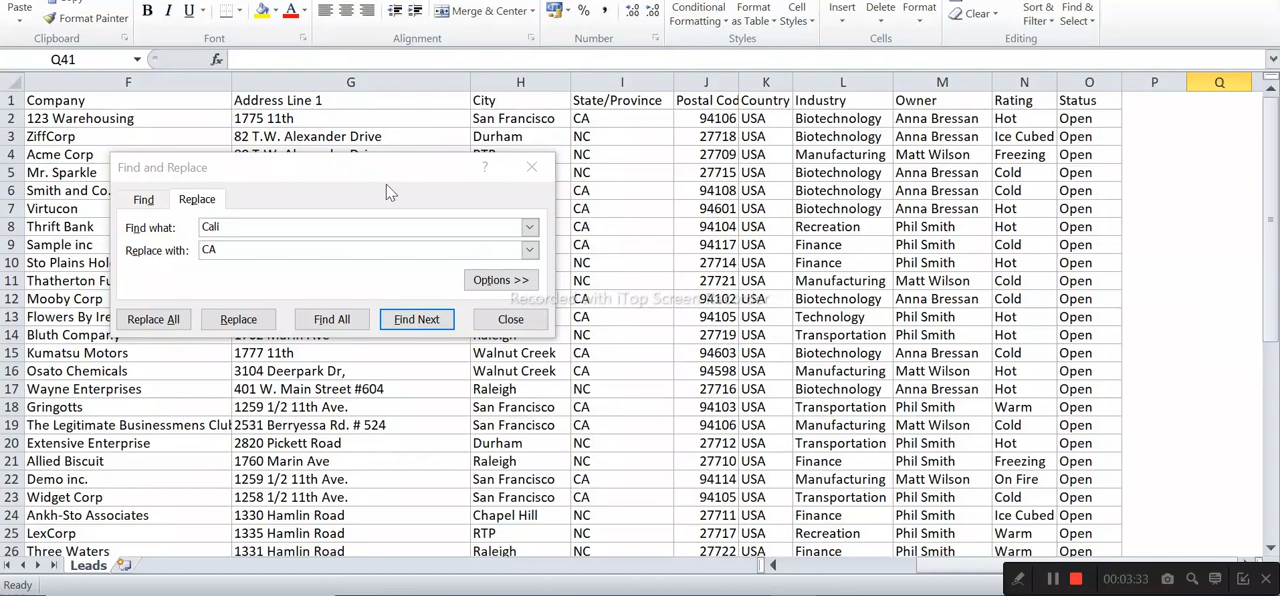 Paste Format Painter B I U A Merge & Center % , Conditional Formatting Format as Table Cell Styles Insert Delete Format Clear Sort & Filter Find & Select
Clipboard Font Alignment Number Styles Cells Editing
Q41 fx
F G H I J K L M N O P Q
1 Company Address Line 1 City State/Province Postal Cod Country Industry Owner Rating Status
2 123 Warehousing 1775 11th San Francisco CA 94106 USA Biotechnology Anna Bressan Hot Open
3 ZiffCorp 82 T.W. Alexander Drive Durham NC 27718 USA Biotechnology Anna Bressan Ice Cubed Open
4 Acme Corp NC 27709 USA Manufacturing Matt Wilson Freezing Open
Find and Replace ?
5 Mr. Sparkle NC 27715 USA Manufacturing Matt Wilson Cold Open
6 Smith and Co. CA 94108 USA Biotechnology Anna Bressan Cold Open
Find Replace
7 Virtucon CA 94601 USA Biotechnology Anna Bressan Hot Open
8 Thrift Bank CA 94104 USA Recreation Phil Smith Hot Open
Find what: Cali
9 Sample inc CA 94117 USA Finance Phil Smith Cold Open
Replace with: CA
10 Sto Plains Hol NC 27714 USA Finance Phil Smith Hot Open
11 Thatherton Fu NC 27721 USA Manufacturing Matt Wilson Cold Open
Options >>
12 Mooby Corp CA 94102 USA Manufacturing Matt Wilson Hot Open
Recorded with iTop Screen Recorder
13 Flowers By Ire CA 94105 USA Technology Phil Smith Hot Open
Replace All Replace Find All Find Next Close
14 Bluth Company NC 27719 USA Transportation Phil Smith Hot Open
15 Kumatsu Motors 1777 11th Walnut Creek CA 94603 USA Biotechnology Anna Bressan Cold Open
16 Osato Chemicals 3104 Deerpark Dr, Walnut Creek CA 94598 USA Manufacturing Matt Wilson Hot Open
17 Wayne Enterprises 401 W. Main Street #604 Raleigh NC 27716 USA Biotechnology Anna Bressan Hot Open
18 Gringotts 1259 1/2 11th Ave. San Francisco CA 94103 USA Transportation Phil Smith Warm Open
19 The Legitimate Businessmens Clu 2531 Berryessa Rd. # 524 San Francisco CA 94106 USA Manufacturing Matt Wilson Cold Open
20 Extensive Enterprise 2820 Pickett Road Durham NC 27712 USA Transportation Phil Smith Hot Open
21 Allied Biscuit 1760 Marin Ave Raleigh NC 27710 USA Finance Phil Smith Freezing Open
22 Demo inc. 1259 1/2 11th Ave. San Francisco CA 94114 USA Manufacturing Matt Wilson On Fire Open
23 Widget Corp 1258 1/2 11th Ave. San Francisco CA 94105 USA Transportation Phil Smith Cold Open
24 Ankh-Sto Associates 1330 Hamlin Road Chapel Hill NC 27711 USA Finance Phil Smith Ice Cubed Open
25 LexCorp 1335 Hamlin Road RTP NC 27717 USA Recreation Phil Smith Warm Open
26 Three Waters 1331 Hamlin Road Raleigh NC 27722 USA Finance Phil Smith Warm Open
Leads
Ready 00:03:33